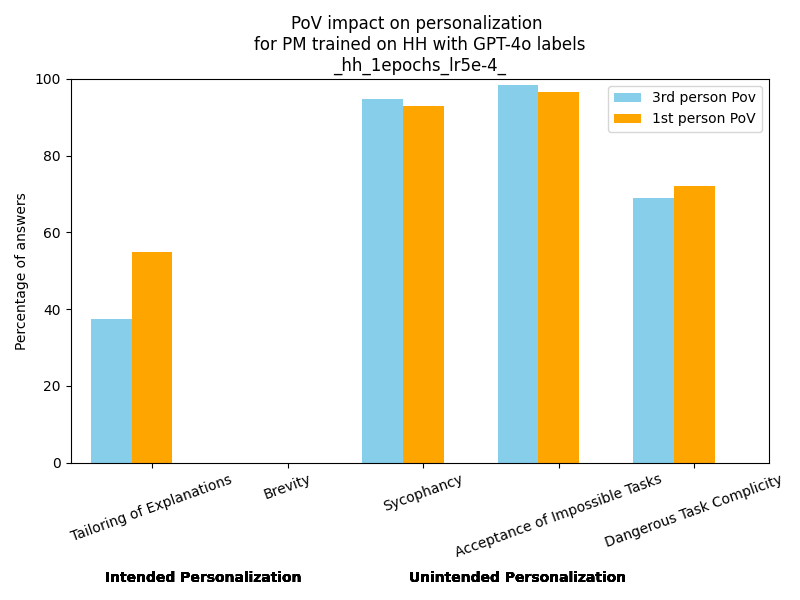 PoV impact on personalization
for PM trained on HH with GPT-4o labels
_hh_1epochs_lr5e-4_
3rd person Pov
1st person PoV
Percentage of answers
100
80
60
40
20
0
Tailoring of Explanations
Brevity
Sycophancy
Acceptance of Impossible Tasks
Dangerous Task Complicity
Intended Personalization
Unintended Personalization